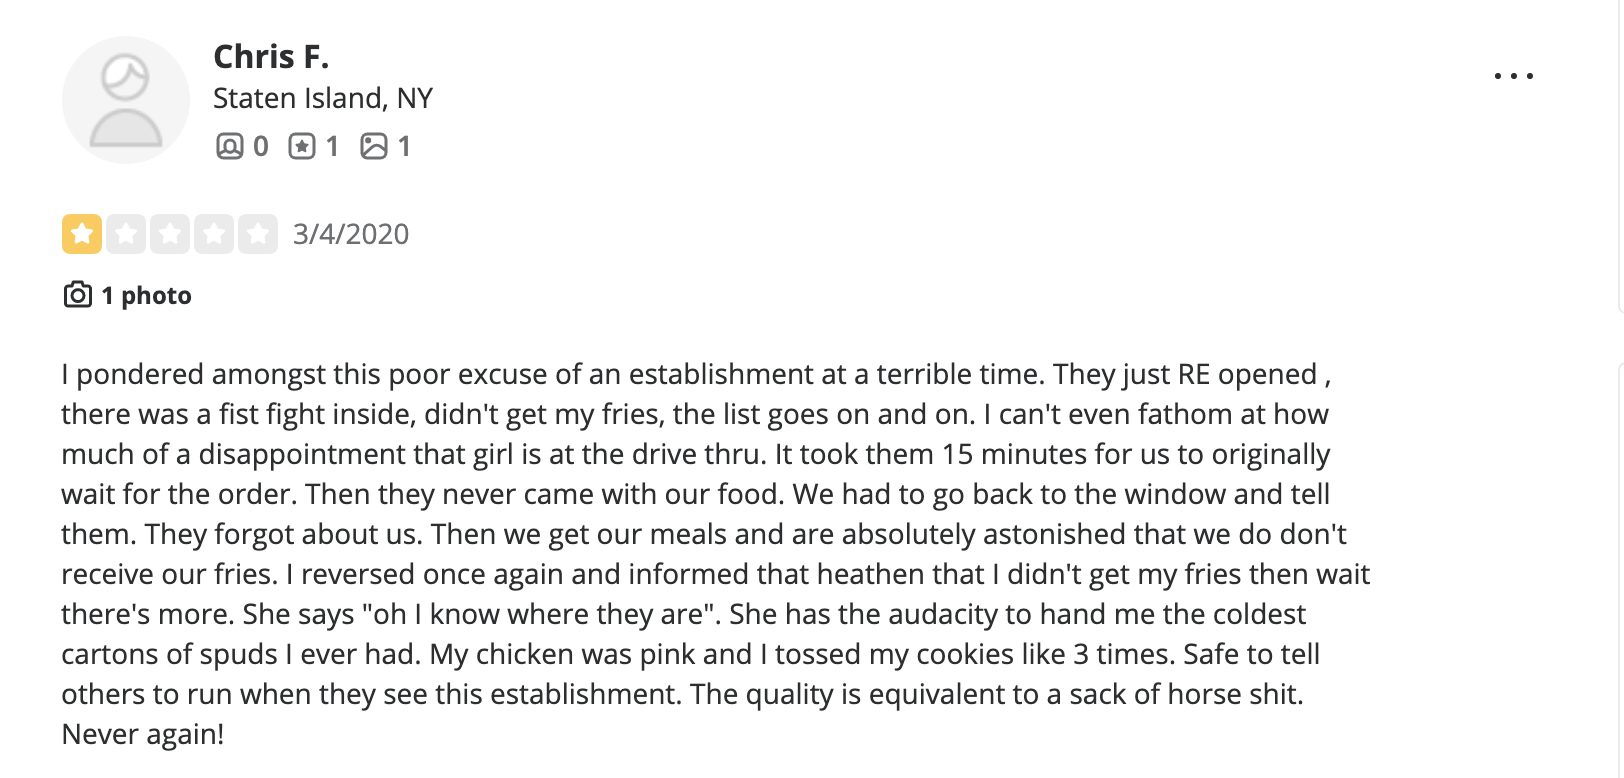 Chris F.
Staten Island, NY
0 1 1
3/4/2020
1 photo
I pondered amongst this poor excuse of an establishment at a terrible time. They just RE opened ,
there was a fist fight inside, didn't get my fries, the list goes on and on. I can't even fathom at how
much of a disappointment that girl is at the drive thru. It took them 15 minutes for us to originally
wait for the order. Then they never came with our food. We had to go back to the window and tell
them. They forgot about us. Then we get our meals and are absolutely astonished that we do don't
receive our fries. I reversed once again and informed that heathen that I didn't get my fries then wait
there's more. She says "oh I know where they are". She has the audacity to hand me the coldest
cartons of spuds I ever had. My chicken was pink and I tossed my cookies like 3 times. Safe to tell
others to run when they see this establishment. The quality is equivalent to a sack of horse shit.
Never again!